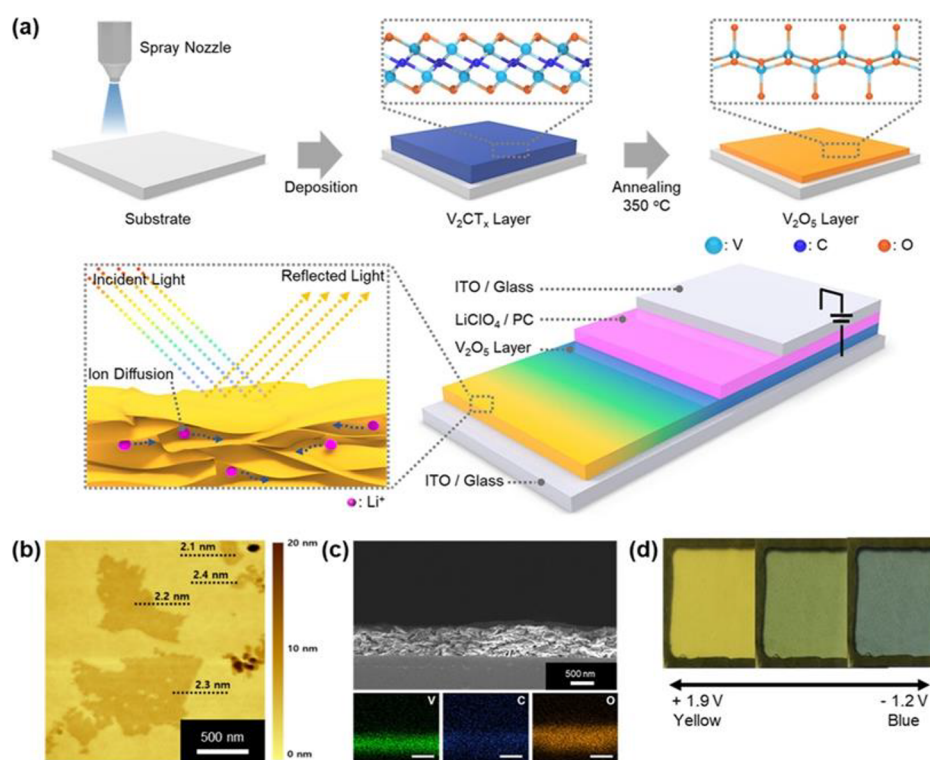 (a)
Spray Nozzle
Substrate
Deposition
V₂CTₓ Layer
Annealing
350 °C
V₂O₅ Layer
: V
: C
: O
Incident Light
Reflected Light
Ion Diffusion
: Li⁺
ITO / Glass
LiClO₄ / PC
V₂O₅ Layer
ITO / Glass
(b)
2.1 nm
2.4 nm
2.2 nm
2.3 nm
500 nm
20 nm
10 nm
0 nm
(c)
500 nm
V
C
O
(d)
+ 1.9 V
Yellow
- 1.2 V
Blue